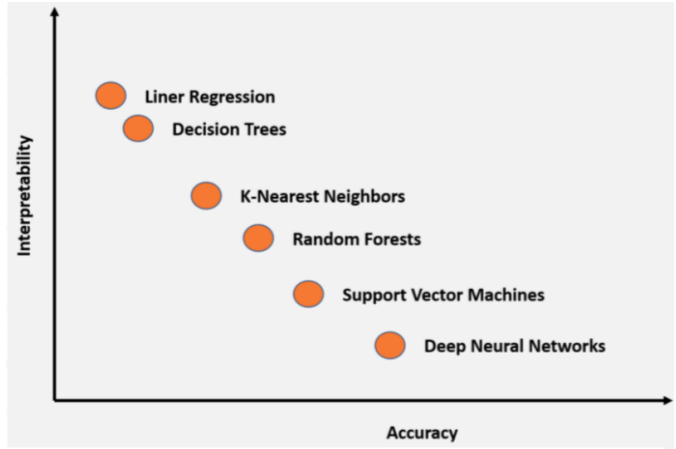 Interpretability
Liner Regression
Decision Trees
K-Nearest Neighbors
Random Forests
Support Vector Machines
Deep Neural Networks
Accuracy